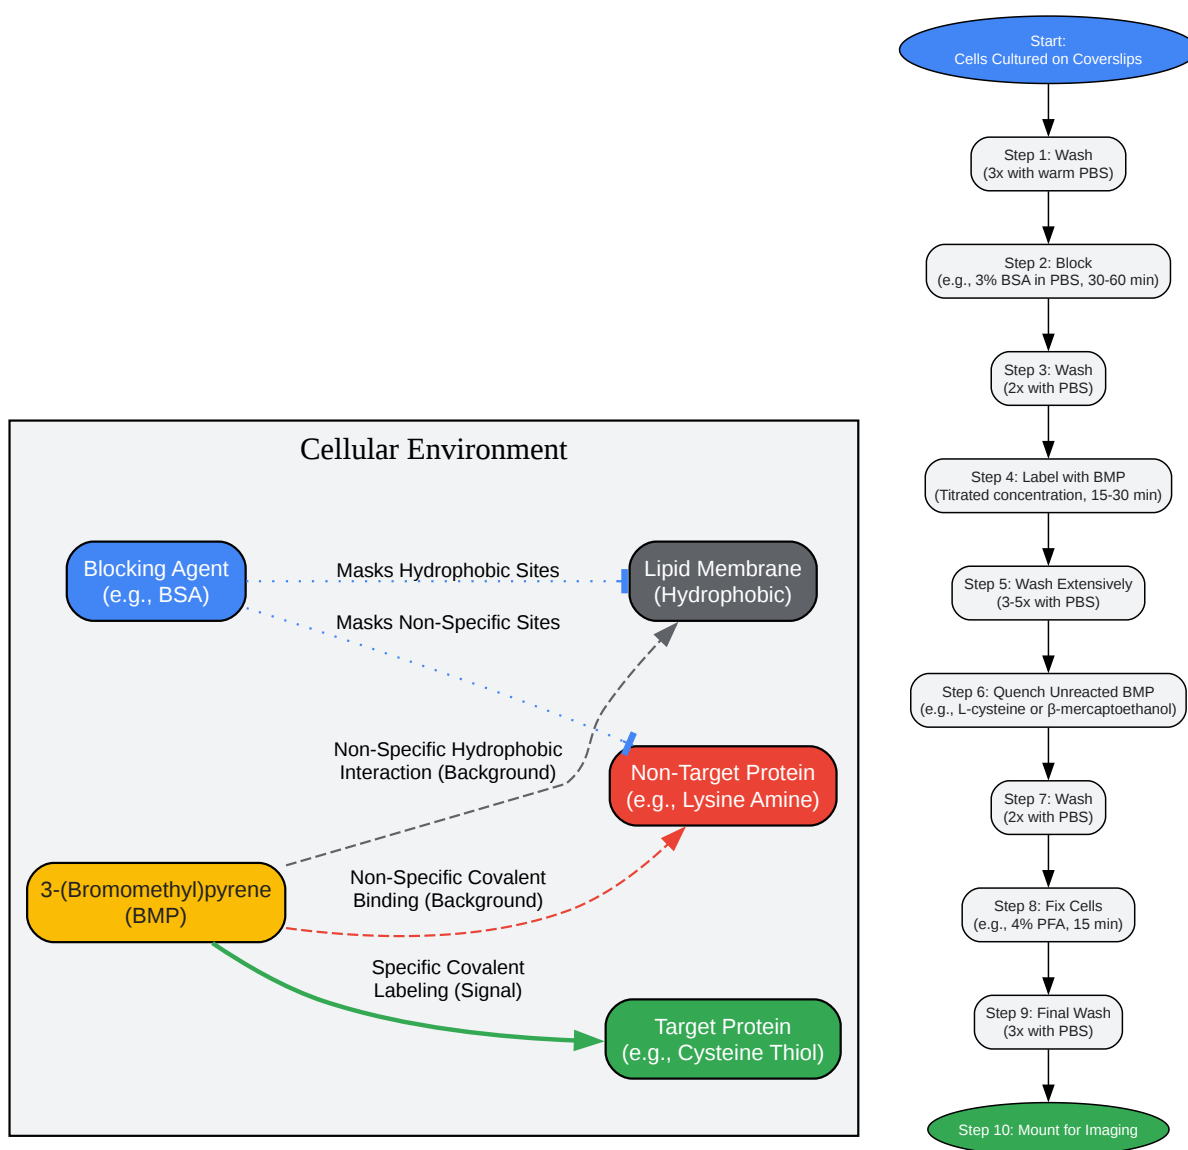 Cellular Environment
Blocking Agent
(e.g., BSA)
Masks Hydrophobic Sites
Lipid Membrane
(Hydrophobic)
Masks Non-Specific Sites
Non-Specific Hydrophobic
Interaction (Background)
Non-Target Protein
(e.g., Lysine Amine)
3-(Bromomethyl)pyrene
(BMP)
Non-Specific Covalent
Binding (Background)
Specific Covalent
Labeling (Signal)
Target Protein
(e.g., Cysteine Thiol)
Start:
Cells Cultured on Coverslips
Step 1: Wash
(3x with warm PBS)
Step 2: Block
(e.g., 3% BSA in PBS, 30-60 min)
Step 3: Wash
(2x with PBS)
Step 4: Label with BMP
(Titrated concentration, 15-30 min)
Step 5: Wash Extensively
(3-5x with PBS)
Step 6: Quench Unreacted BMP
(e.g., L-cysteine or β-mercaptoethanol)
Step 7: Wash
(2x with PBS)
Step 8: Fix Cells
(e.g., 4% PFA, 15 min)
Step 9: Final Wash
(3x with PBS)
Step 10: Mount for Imaging